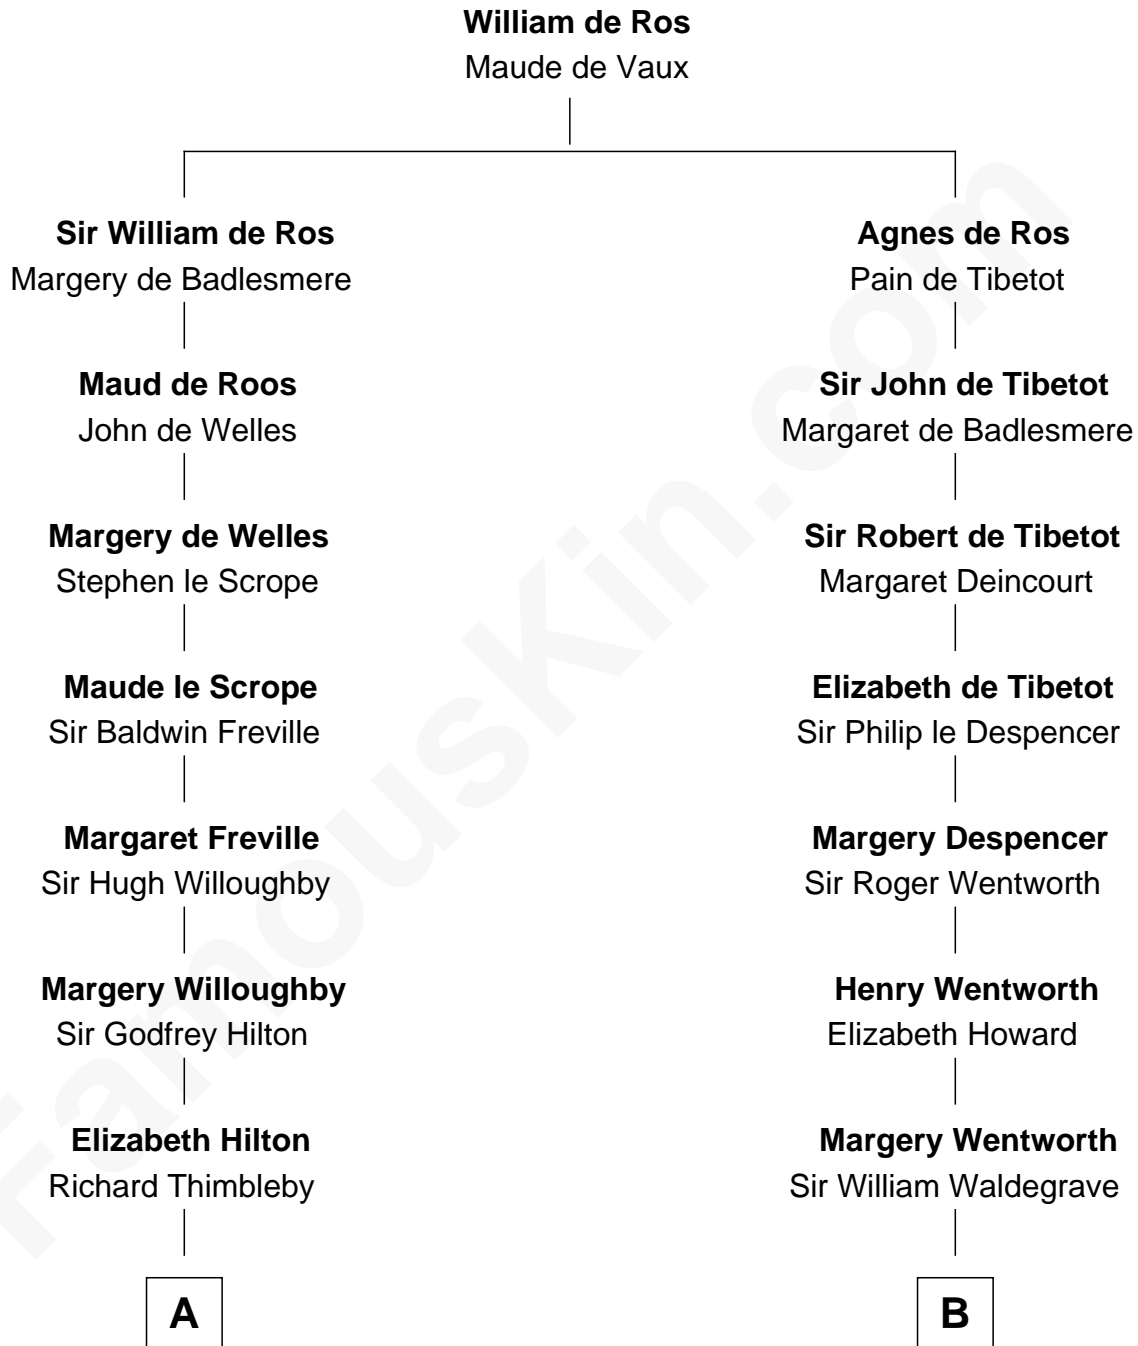 William de Ros
Maude de Vaux
Sir William de Ros
Margery de Badlesmere
Agnes de Ros
Pain de Tibetot
Maud de Roos
John de Welles
Sir John de Tibetot
Margaret de Badlesmere
Margery de Welles
Stephen le Scrope
Sir Robert de Tibetot
Margaret Deincourt
Maude le Scrope
Sir Baldwin Freville
Elizabeth de Tibetot
Sir Philip le Despencer
Margaret Freville
Sir Hugh Willoughby
Margery Despencer
Sir Roger Wentworth
Margery Willoughby
Sir Godfrey Hilton
Henry Wentworth
Elizabeth Howard
Elizabeth Hilton
Richard Thimbleby
Margery Wentworth
Sir William Waldegrave
A
B
FamousKin.com